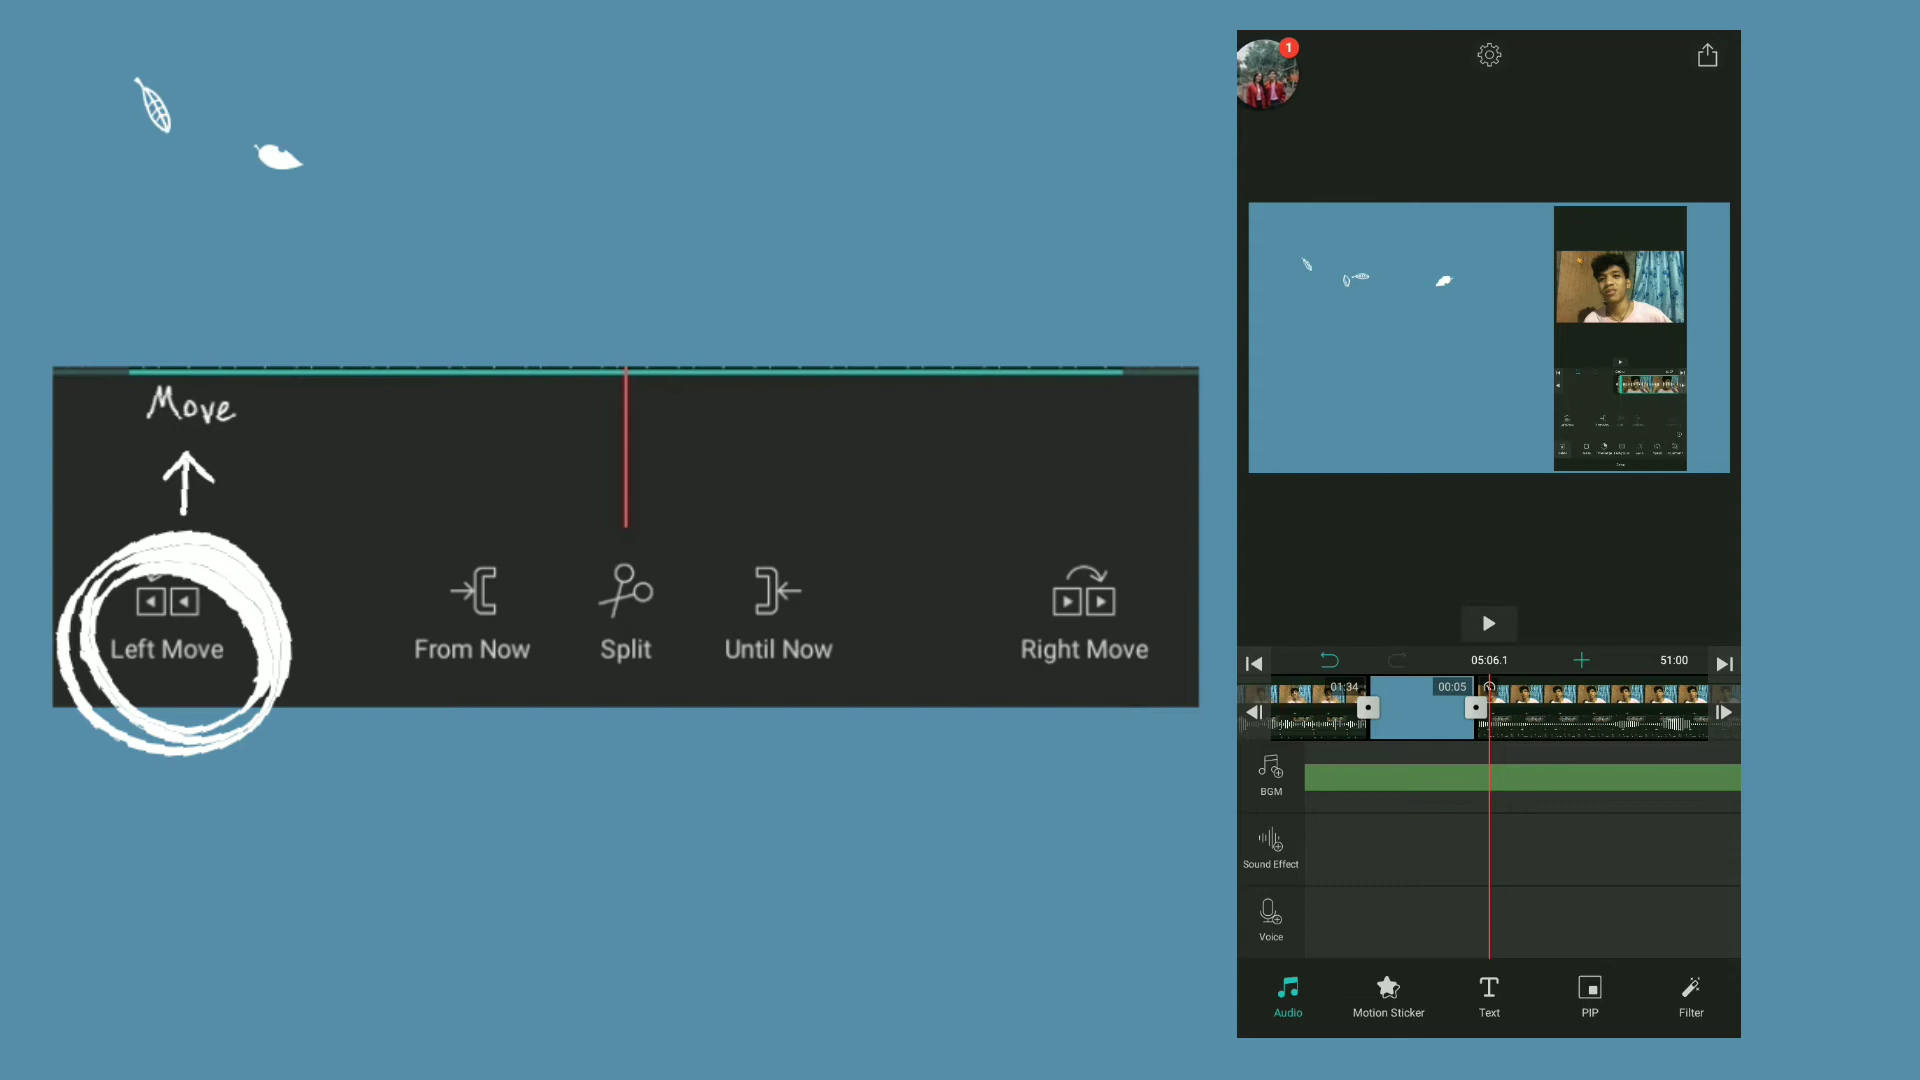 Move
Left Move
From Now
Split
Until Now
Right Move
1
05:06.1
51:00
01:34
00:05
BGM
Sound Effect
Voice
Audio
Motion Sticker
Text
PIP
Filter